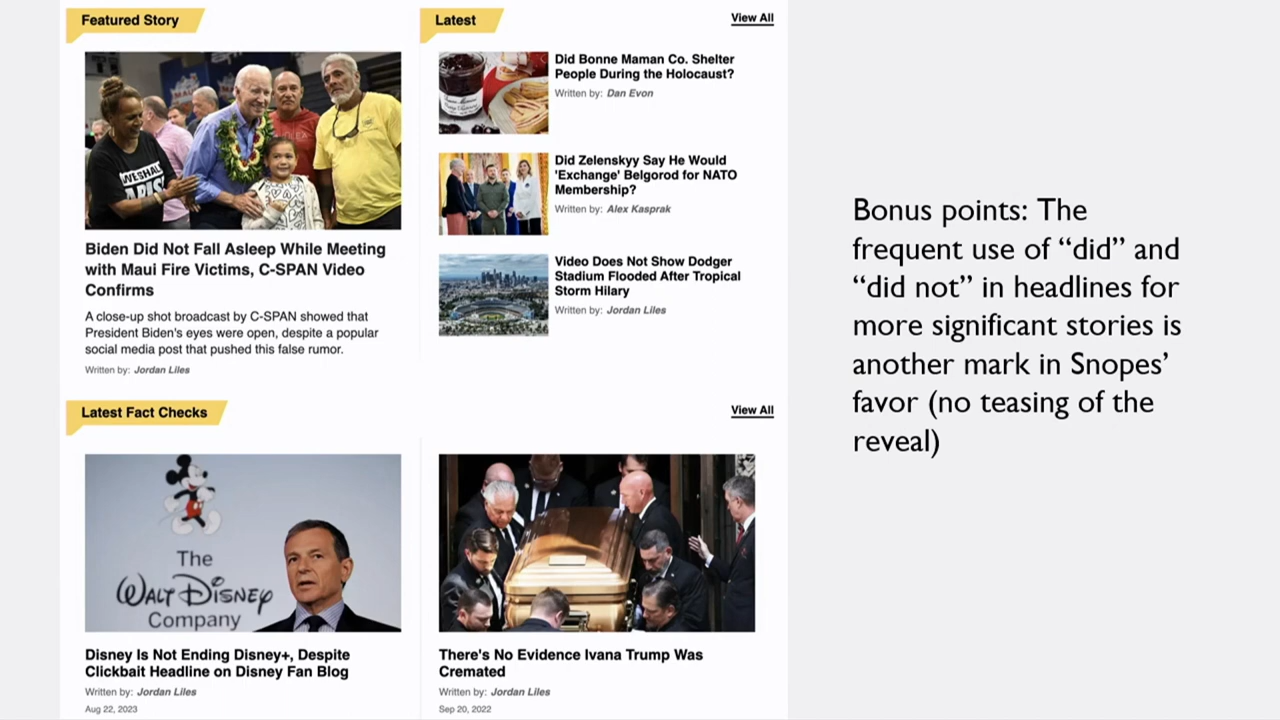 Featured Story
Biden Did Not Fall Asleep While Meeting
with Maui Fire Victims, C-SPAN Video
Confirms
A close-up shot broadcast by C-SPAN showed that
President Biden's eyes were open, despite a popular
social media post that pushed this false rumor.
Written by: Jordan Liles
Latest
View All
Did Bonne Maman Co. Shelter
People During the Holocaust?
Written by: Dan Evon
Did Zelenskyy Say He Would
'Exchange' Belgorod for NATO
Membership?
Written by: Alex Kasprak
Video Does Not Show Dodger
Stadium Flooded After Tropical
Storm Hilary
Written by: Jordan Liles
Latest Fact Checks
View All
The
WALT DISNEY
Company
Disney Is Not Ending Disney+, Despite
Clickbait Headline on Disney Fan Blog
Written by: Jordan Liles
Aug 22, 2023
There's No Evidence Ivana Trump Was
Cremated
Written by: Jordan Liles
Sep 20, 2022
Bonus points: The
frequent use of “did” and
“did not” in headlines for
more significant stories is
another mark in Snopes’
favor (no teasing of the
reveal)